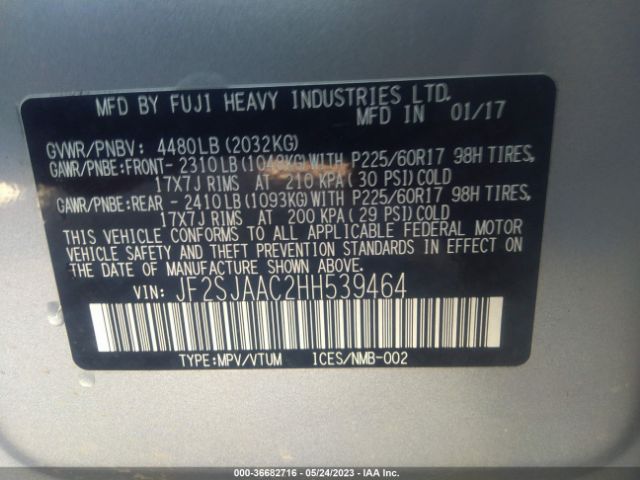 MFD BY FUJI HEAVY INDUSTRIES LTD.
MFD IN 01/17
GVWR/PNBV: 4480LB (2032KG)
GAWR/PNBE:FRONT- 2310LB (1048KG) WITH P225/60R17 98H TIRES,
17X7J RIMS AT 210 KPA (30 PSI) COLD
GAWR/PNBE:REAR - 2410LB (1093KG) WITH P225/60R17 98H TIRES,
17X7J RIMS AT 200 KPA (29 PSI) COLD
THIS VEHICLE CONFORMS TO ALL APPLICABLE FEDERAL MOTOR
VEHICLE SAFETY AND THEFT PREVENTION STANDARDS IN EFFECT
ON THE DATE OF MANUFACTURE SHOWN ABOVE.
VIN: JF2SJAAC2HH539464
TYPE:MPV/VTUM ICES/NMB-002
000-36682716 - 05/24/2023 - IAA, Inc.